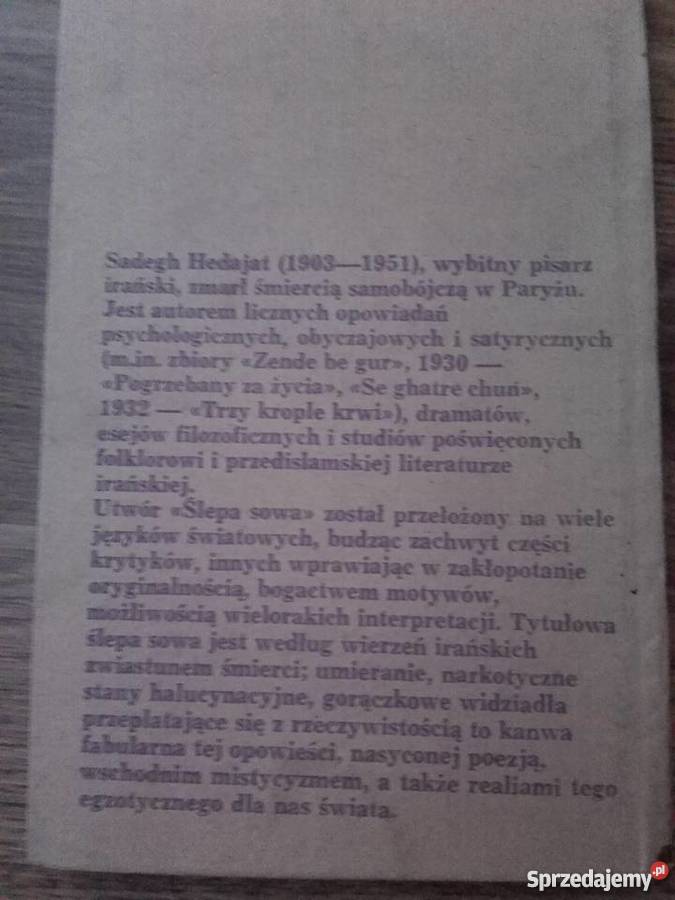 Sadegh Hedajat (1903—1951), wybitny pisarz
irański, zmarł śmiercią samobójczą w Paryżu.
Jest autorem licznych opowiadań
psychologicznych, obyczajowych i satyrycznych
(m.in. zbiory «Zende be gur», 1930 —
«Pogrzebany za życia», «Se ghatre chun»,
1932 — «Trzy krople krwi»), dramatów,
esejów filozoficznych i studiów poświęconych
folklorowi i przedislamskiej literaturze
irańskiej.
Utwór «Ślepa sowa» został przełożony na wiele
języków światowych, budząc zachwyt części
krytyków, innych wprawiając w zakłopotanie
oryginalnością, bogactwem motywów,
możliwością wielorakich interpretacji. Tytułowa
ślepa sowa jest według wierzeń irańskich
zwiastunem śmierci; umieranie, narkotyczne
stany halucynacyjne, gorączkowe widziadła
przeplatające się z rzeczywistością to kanwa
fabularna tej opowieści, nasyconej poezją,
wschodnim mistycyzmem, a także realiami tego
egzotycznego dla nas świata.
Sprzedajemy.pl